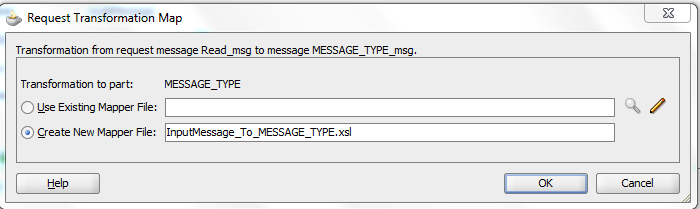 Request Transformation Map
Transformation from request message Read_msg to message MESSAGE_TYPE_msg.
Transformation to part: MESSAGE_TYPE
Use Existing Mapper File:
Create New Mapper File: InputMessage_To_MESSAGE_TYPE.xsl
Help OK Cancel